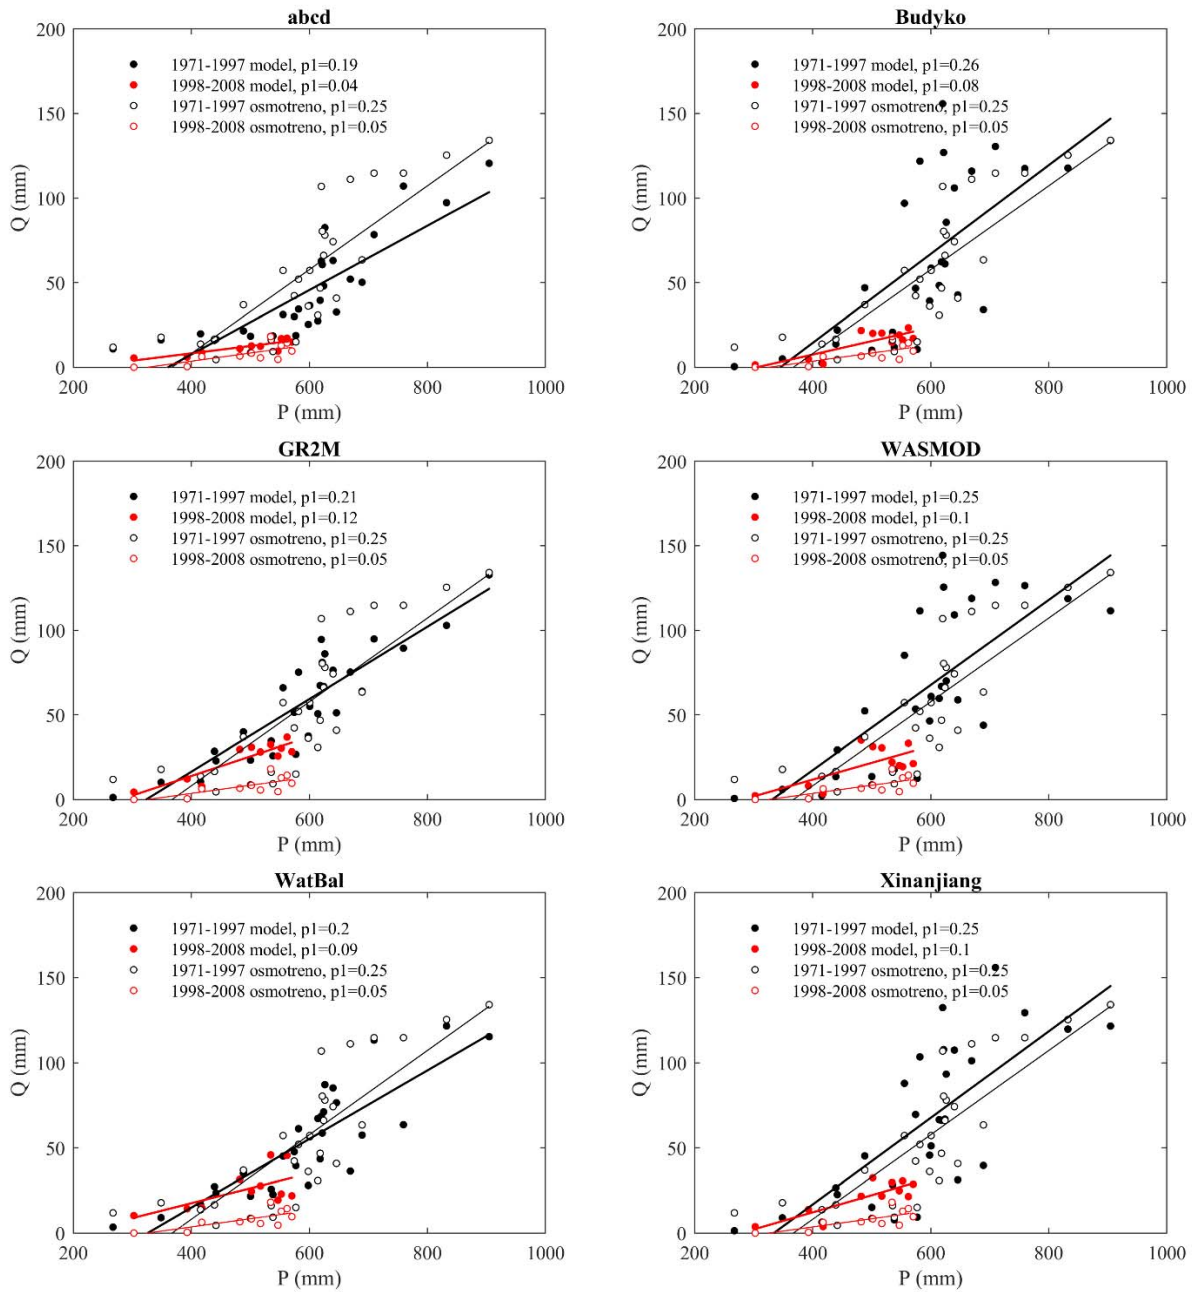 abcd
200
150
100
50
0
Q (mm)
1971-1997 model, p1=0.19
1998-2008 model, p1=0.04
1971-1997 osmotreno, p1=0.25
1998-2008 osmotreno, p1=0.05
200 400 600 800 1000
P (mm)
Budyko
200
150
100
50
0
Q (mm)
1971-1997 model, p1=0.26
1998-2008 model, p1=0.08
1971-1997 osmotreno, p1=0.25
1998-2008 osmotreno, p1=0.05
200 400 600 800 1000
P (mm)
GR2M
200
150
100
50
0
Q (mm)
1971-1997 model, p1=0.21
1998-2008 model, p1=0.12
1971-1997 osmotreno, p1=0.25
1998-2008 osmotreno, p1=0.05
200 400 600 800 1000
P (mm)
WASMOD
200
150
100
50
0
Q (mm)
1971-1997 model, p1=0.25
1998-2008 model, p1=0.1
1971-1997 osmotreno, p1=0.25
1998-2008 osmotreno, p1=0.05
200 400 600 800 1000
P (mm)
WatBal
200
150
100
50
0
Q (mm)
1971-1997 model, p1=0.2
1998-2008 model, p1=0.09
1971-1997 osmotreno, p1=0.25
1998-2008 osmotreno, p1=0.05
200 400 600 800 1000
P (mm)
Xinanjiang
200
150
100
50
0
Q (mm)
1971-1997 model, p1=0.25
1998-2008 model, p1=0.1
1971-1997 osmotreno, p1=0.25
1998-2008 osmotreno, p1=0.05
200 400 600 800 1000
P (mm)